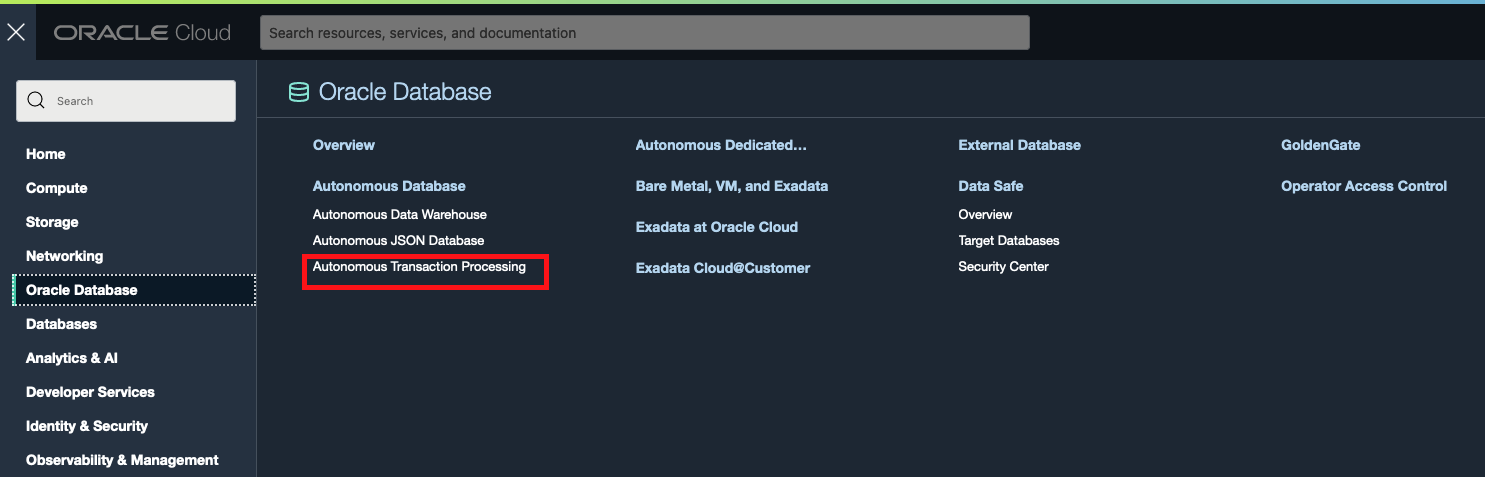 ORACLE Cloud
Search resources, services, and documentation
Search
Home
Compute
Storage
Networking
Oracle Database
Databases
Analytics & AI
Developer Services
Identity & Security
Observability & Management
Oracle Database
Overview
Autonomous Database
Autonomous Data Warehouse
Autonomous JSON Database
Autonomous Transaction Processing
Autonomous Dedicated...
Bare Metal, VM, and Exadata
Exadata at Oracle Cloud
Exadata Cloud@Customer
External Database
Data Safe
Overview
Target Databases
Security Center
GoldenGate
Operator Access Control